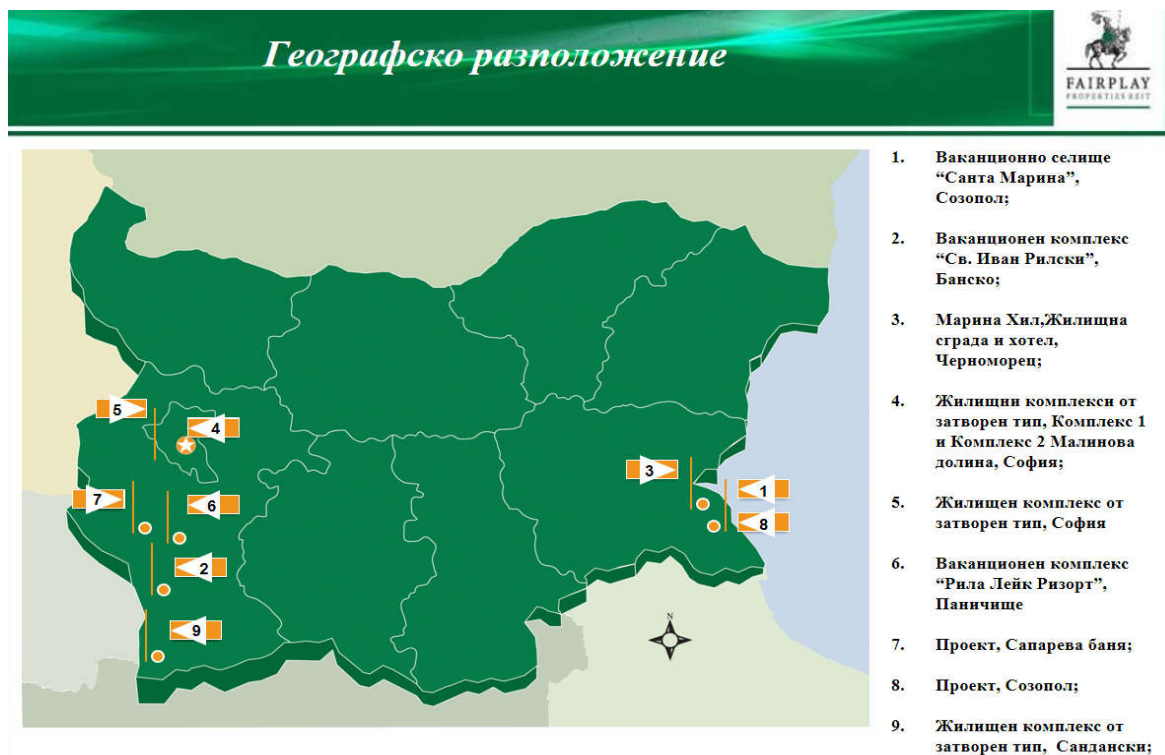 Географско разположение
FAIRPLAY
PROPERTIES REIT
1. Ваканционно селище
“Санта Марина”,
Созопол;
2. Ваканционен комплекс
“Св. Иван Рилски”,
Банско;
3. Марина Хил,Жилищна
сграда и хотел,
Черноморец;
4. Жилищни комплекси от
затворен тип, Комплекс 1
и Комплекс 2 Малинова
долина, София;
5. Жилищен комплекс от
затворен тип, София
6. Ваканционен комплекс
“Рила Лейк Ризорт”,
Паничище
7. Проект, Сапарева баня;
8. Проект, Созопол;
9. Жилищен комплекс от
затворен тип, Сандански;
5
4
3
1
7
6
8
2
9
N